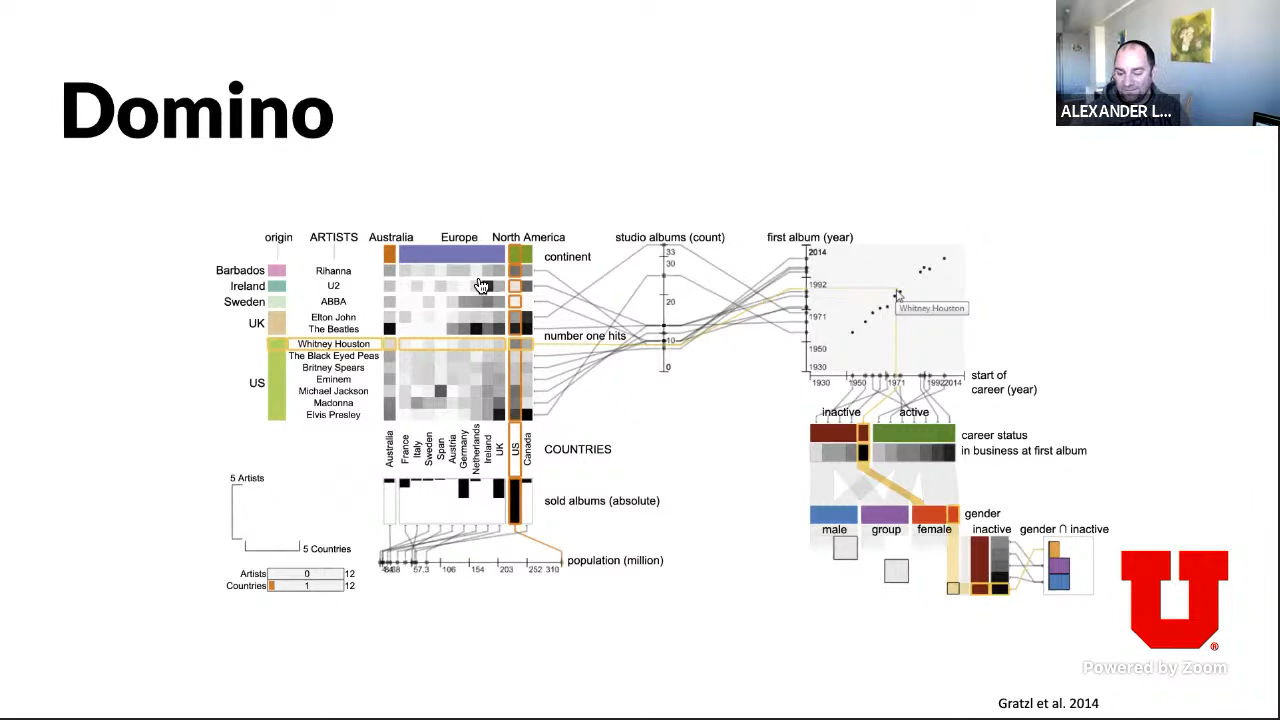 Domino
ALEXANDER L...
origin ARTISTS Australia Europe North America studio albums (count) first album (year)
continent
Barbados Rihanna
Ireland U2
Sweden ABBA
UK Elton John
The Beatles
number one hits
Whitney Houston
The Black Eyed Peas
US Britney Spears
Eminem
Michael Jackson
Madonna
Elvis Presley
33
30
20
10
0
2014
1992
1971
1950
1930
Whitney Houston
1930 1950 1971 1992 2014
start of
career (year)
inactive active
career status
in business at first album
Australia France Italy Sweden Span Austria Germany Netherlands Ireland UK US Canada
COUNTRIES
5 Artists
sold albums (absolute)
gender
male group female inactive gender ∩ inactive
5 Countries
population (million)
57.3 106 154 203 252 310
Artists 0 12
Countries 1 12
U
®
Powered by Zoom
Gratzl et al. 2014